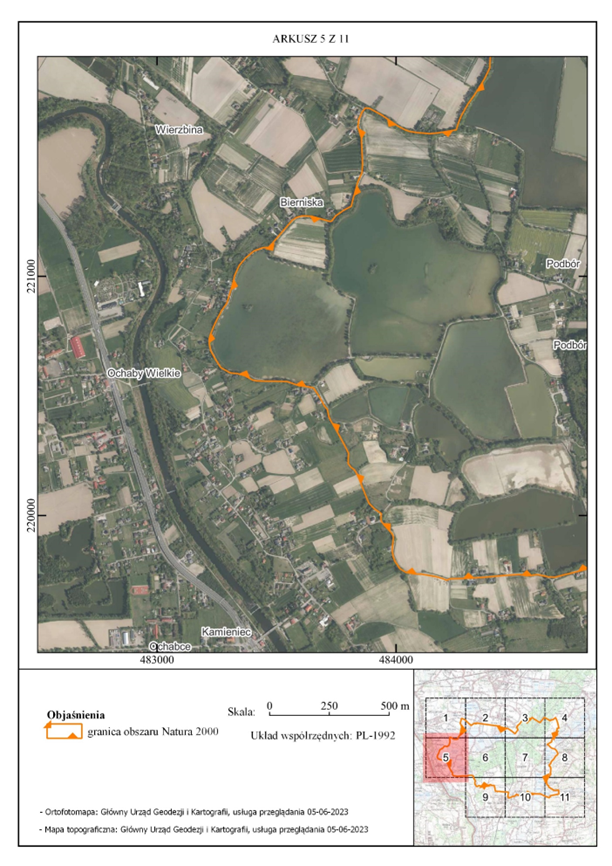 ARKUSZ 5 Z 11
Wierzbina
Bierniska
Podbór
221000
Podbór
Ochaby Wielkie
220000
Kamieniec
Ochabce
483000
484000
Objaśnienia
granica obszaru Natura 2000
Skala:
0
250
500 m
Układ współrzędnych: PL-1992
- Ortofotomapa: Główny Urząd Geodezji i Kartografii, usługa przeglądania 05-06-2023
- Mapa topograficzna: Główny Urząd Geodezji i Kartografii, usługa przeglądania 05-06-2023
1
2
3
4
5
6
7
8
9
10
11